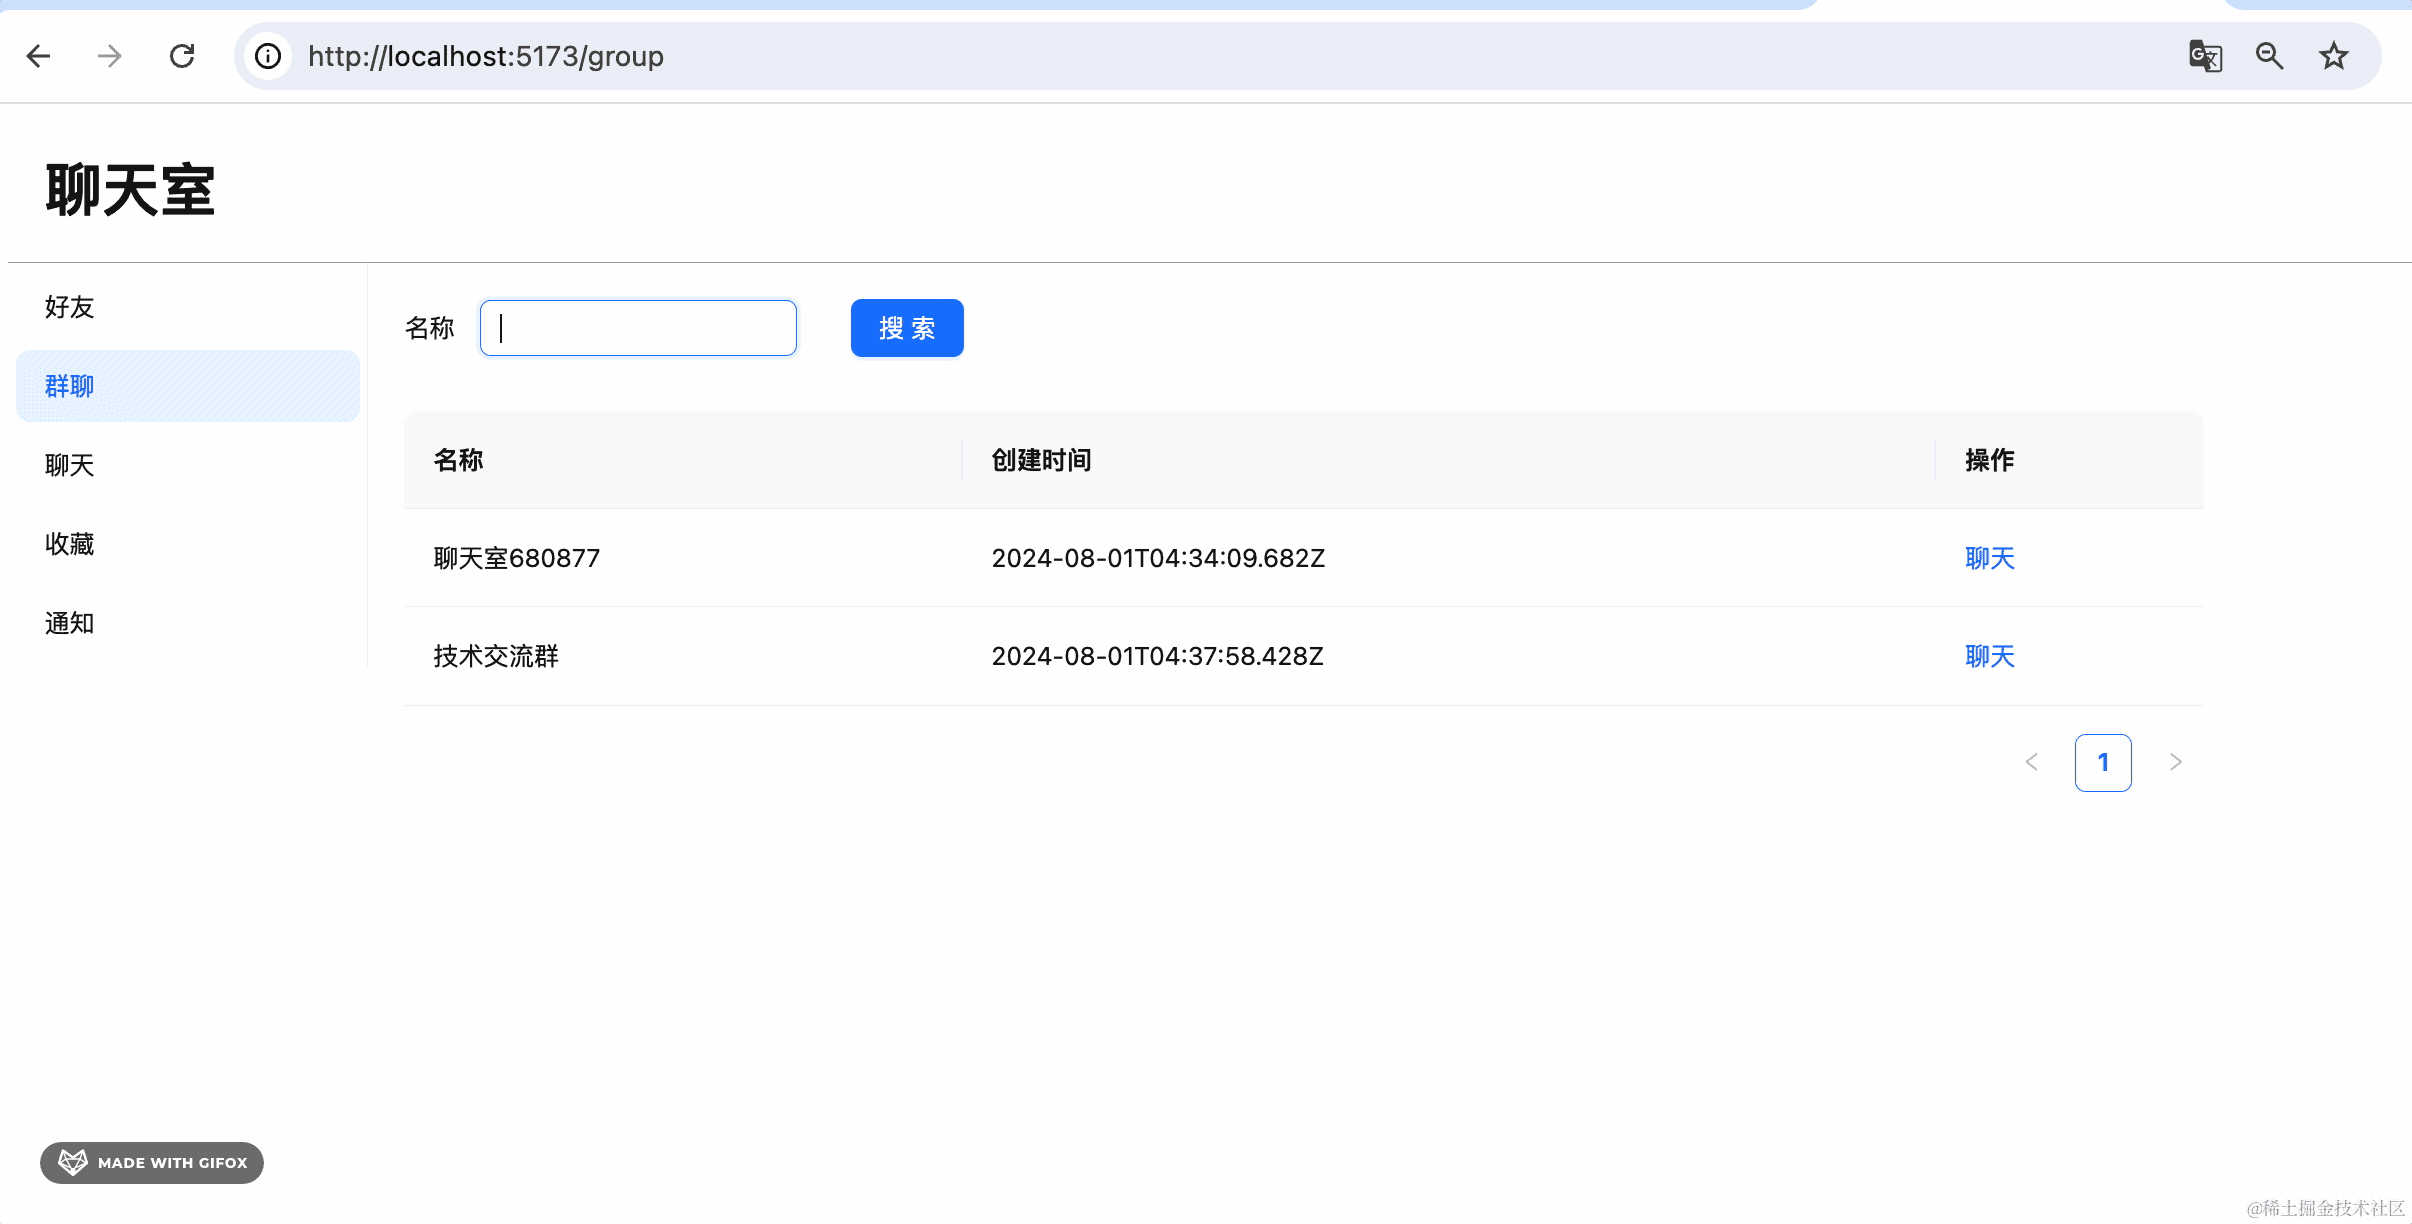 http://localhost:5173/group
聊天室
好友
群聊
聊天
收藏
通知
名称 搜 索
名称 创建时间 操作
聊天室680877 2024-08-01T04:34:09.682Z 聊天
技术交流群 2024-08-01T04:37:58.428Z 聊天
1
MADE WITH GIFOX
@稀土掘金技术社区